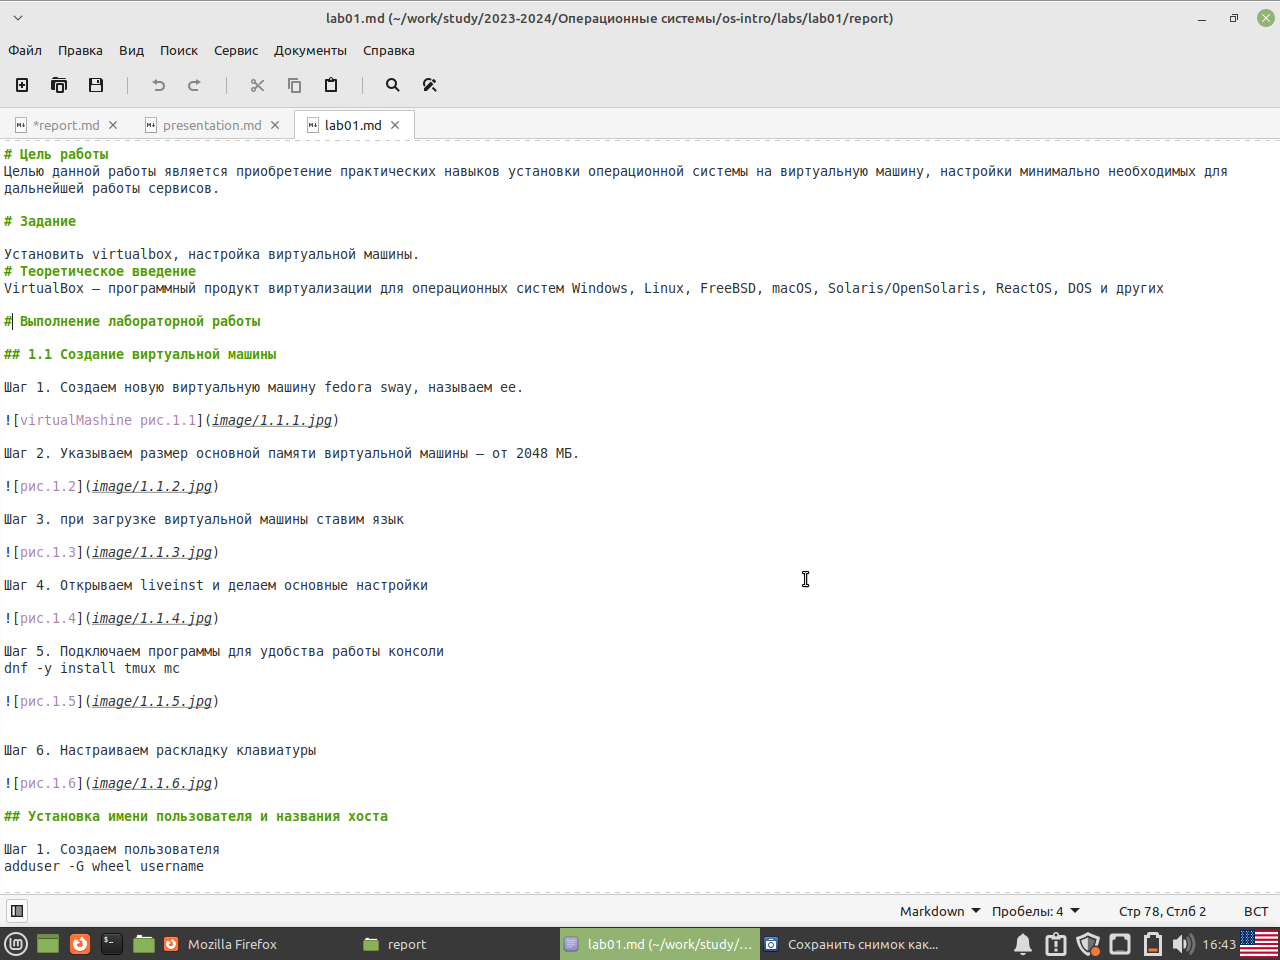 lab01.md (~/work/study/2023-2024/Операционные системы/os-intro/labs/lab01/report)
Файл Правка Вид Поиск Сервис Документы Справка
*report.md presentation.md lab01.md
# Цель работы
Целью данной работы является приобретение практических навыков установки операционной системы на виртуальную машину, настройки минимально необходимых для
дальнейшей работы сервисов.
# Задание
Установить virtualbox, настройка виртуальной машины.
# Теоретическое введение
VirtualBox — программный продукт виртуализации для операционных систем Windows, Linux, FreeBSD, macOS, Solaris/OpenSolaris, ReactOS, DOS и других
# Выполнение лабораторной работы
## 1.1 Создание виртуальной машины
Шаг 1. Создаем новую виртуальную машину fedora sway, называем ее.
![virtualMashine рис.1.1](image/1.1.1.jpg)
Шаг 2. Указываем размер основной памяти виртуальной машины — от 2048 МБ.
![рис.1.2](image/1.1.2.jpg)
Шаг 3. при загрузке виртуальной машины ставим язык
![рис.1.3](image/1.1.3.jpg)
Шаг 4. Открываем liveinst и делаем основные настройки
![рис.1.4](image/1.1.4.jpg)
Шаг 5. Подключаем программы для удобства работы консоли
dnf -y install tmux mc
![рис.1.5](image/1.1.5.jpg)
Шаг 6. Настраиваем раскладку клавиатуры
![рис.1.6](image/1.1.6.jpg)
## Установка имени пользователя и названия хоста
Шаг 1. Создаем пользователя
adduser -G wheel username
Markdown Пробелы: 4 Стр 78, Стлб 2 ВСТ
Mozilla Firefox report lab01.md (~/work/study/... Сохранить снимок как... 16:43